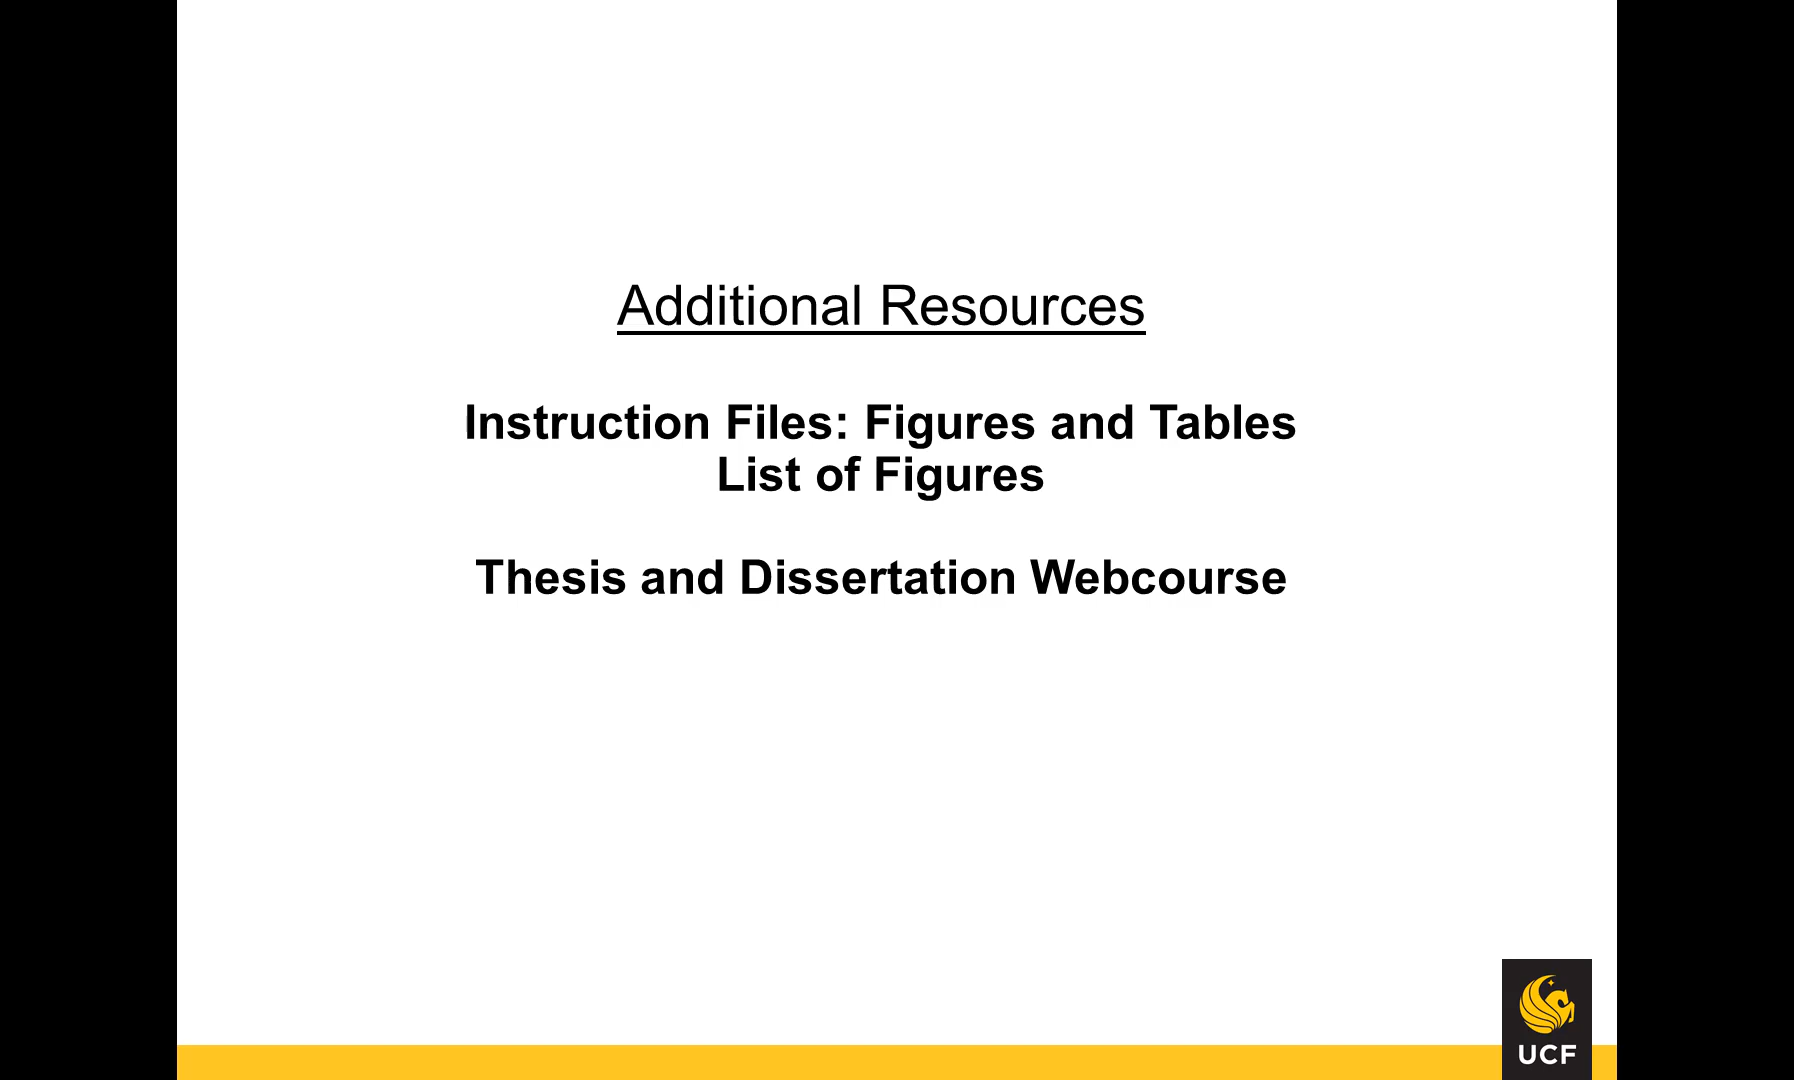 Additional Resources
Instruction Files: Figures and Tables
List of Figures
Thesis and Dissertation Webcourse
UCF